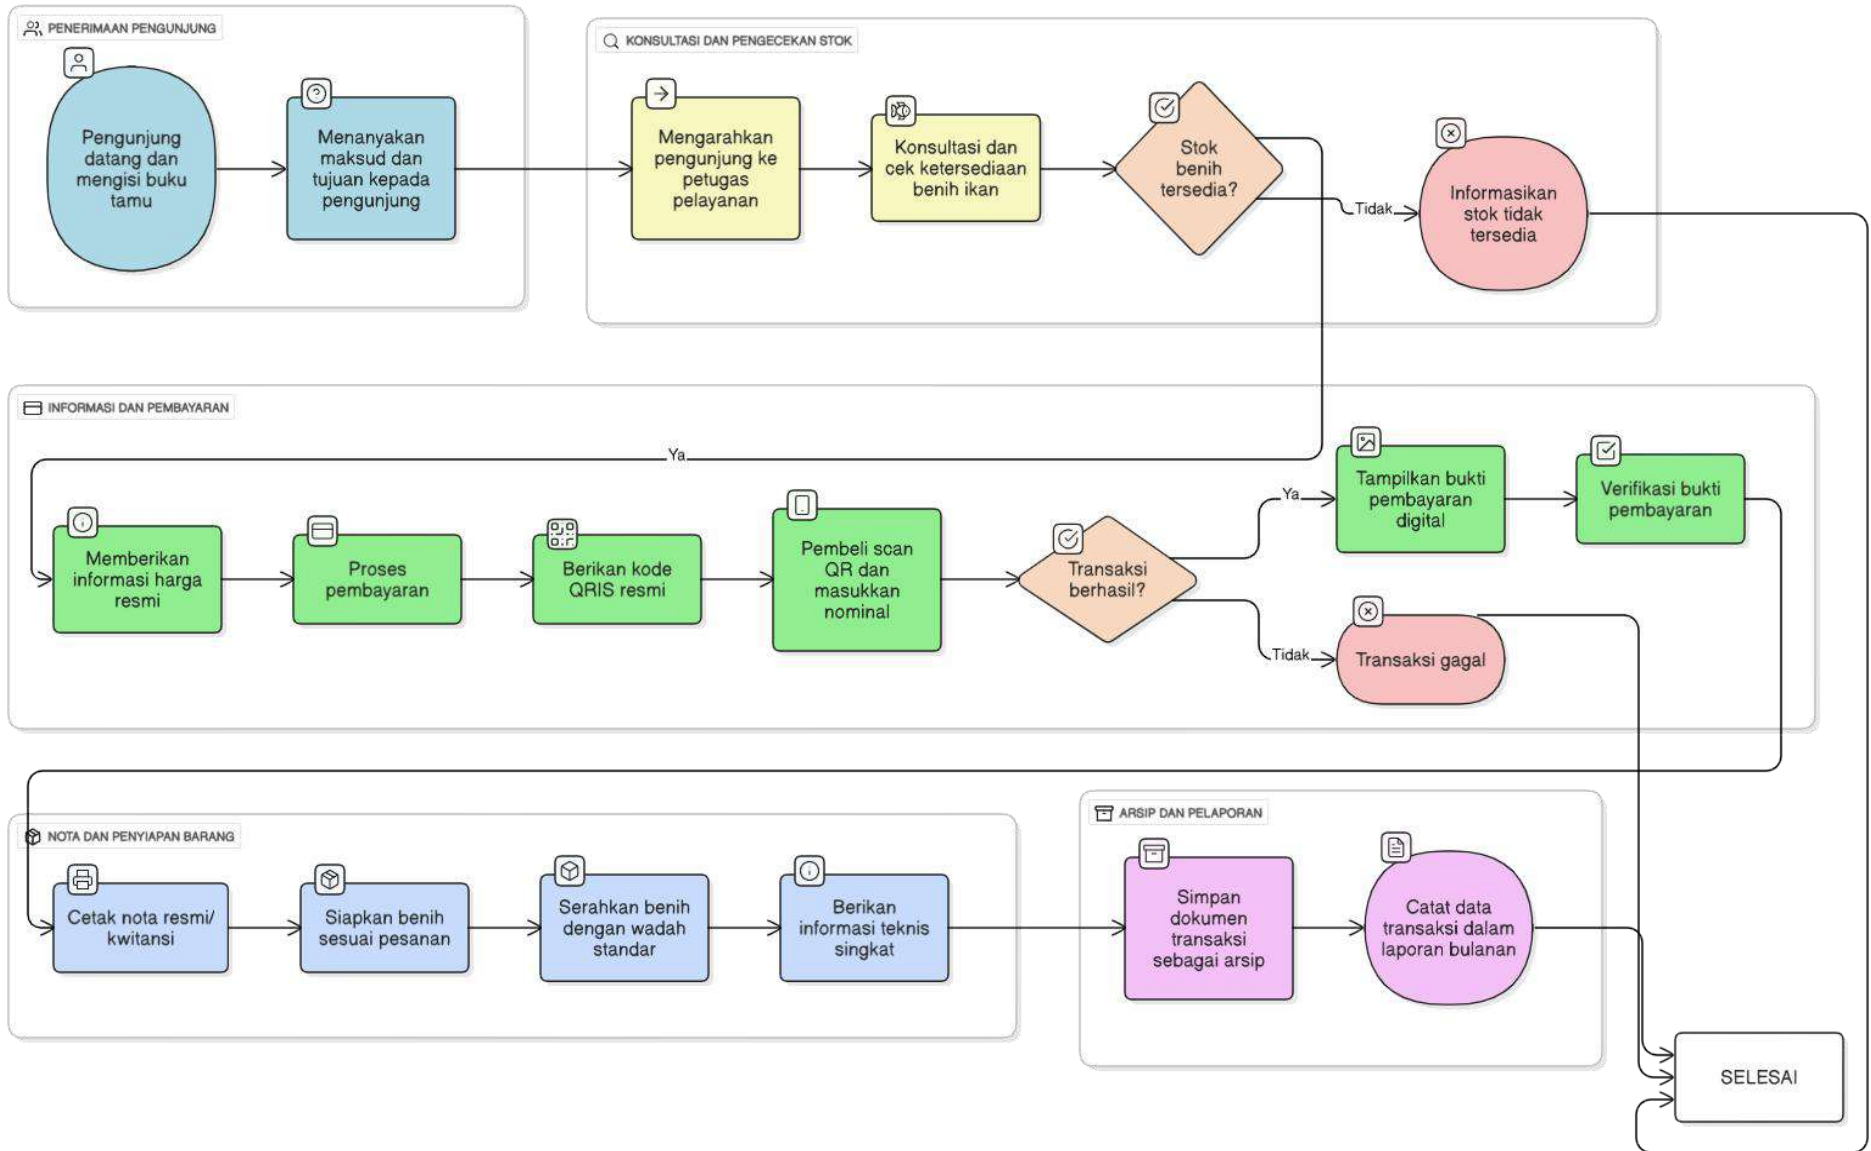 PENERIMAAN PENGUNJUNG
Pengunjung
datang dan
mengisi buku
tamu
Menanyakan
maksud dan
tujuan kepada
pengunjung
KONSULTASI DAN PENGECEKAN STOK
Mengarahkan
pengunjung ke
petugas
pelayanan
Konsultasi dan
cek ketersediaan
benih ikan
Stok
benih
tersedia?
Tidak
Informasikan
stok tidak
tersedia
INFORMASI DAN PEMBAYARAN
Ya
Memberikan
informasi harga
resmi
Proses
pembayaran
Berikan kode
QRIS resmi
Pembeli scan
QR dan
masukkan
nominal
Transaksi
berhasil?
Ya
Tampilkan bukti
pembayaran
digital
Verifikasi bukti
pembayaran
Tidak
Transaksi gagal
NOTA DAN PENYIAPAN BARANG
Cetak nota resmi/
kwitansi
Siapkan benih
sesuai pesanan
Serahkan benih
dengan wadah
standar
Berikan
informasi teknis
singkat
ARSIP DAN PELAPORAN
Simpan
dokumen
transaksi
sebagai arsip
Catat data
transaksi dalam
laporan bulanan
SELESAI